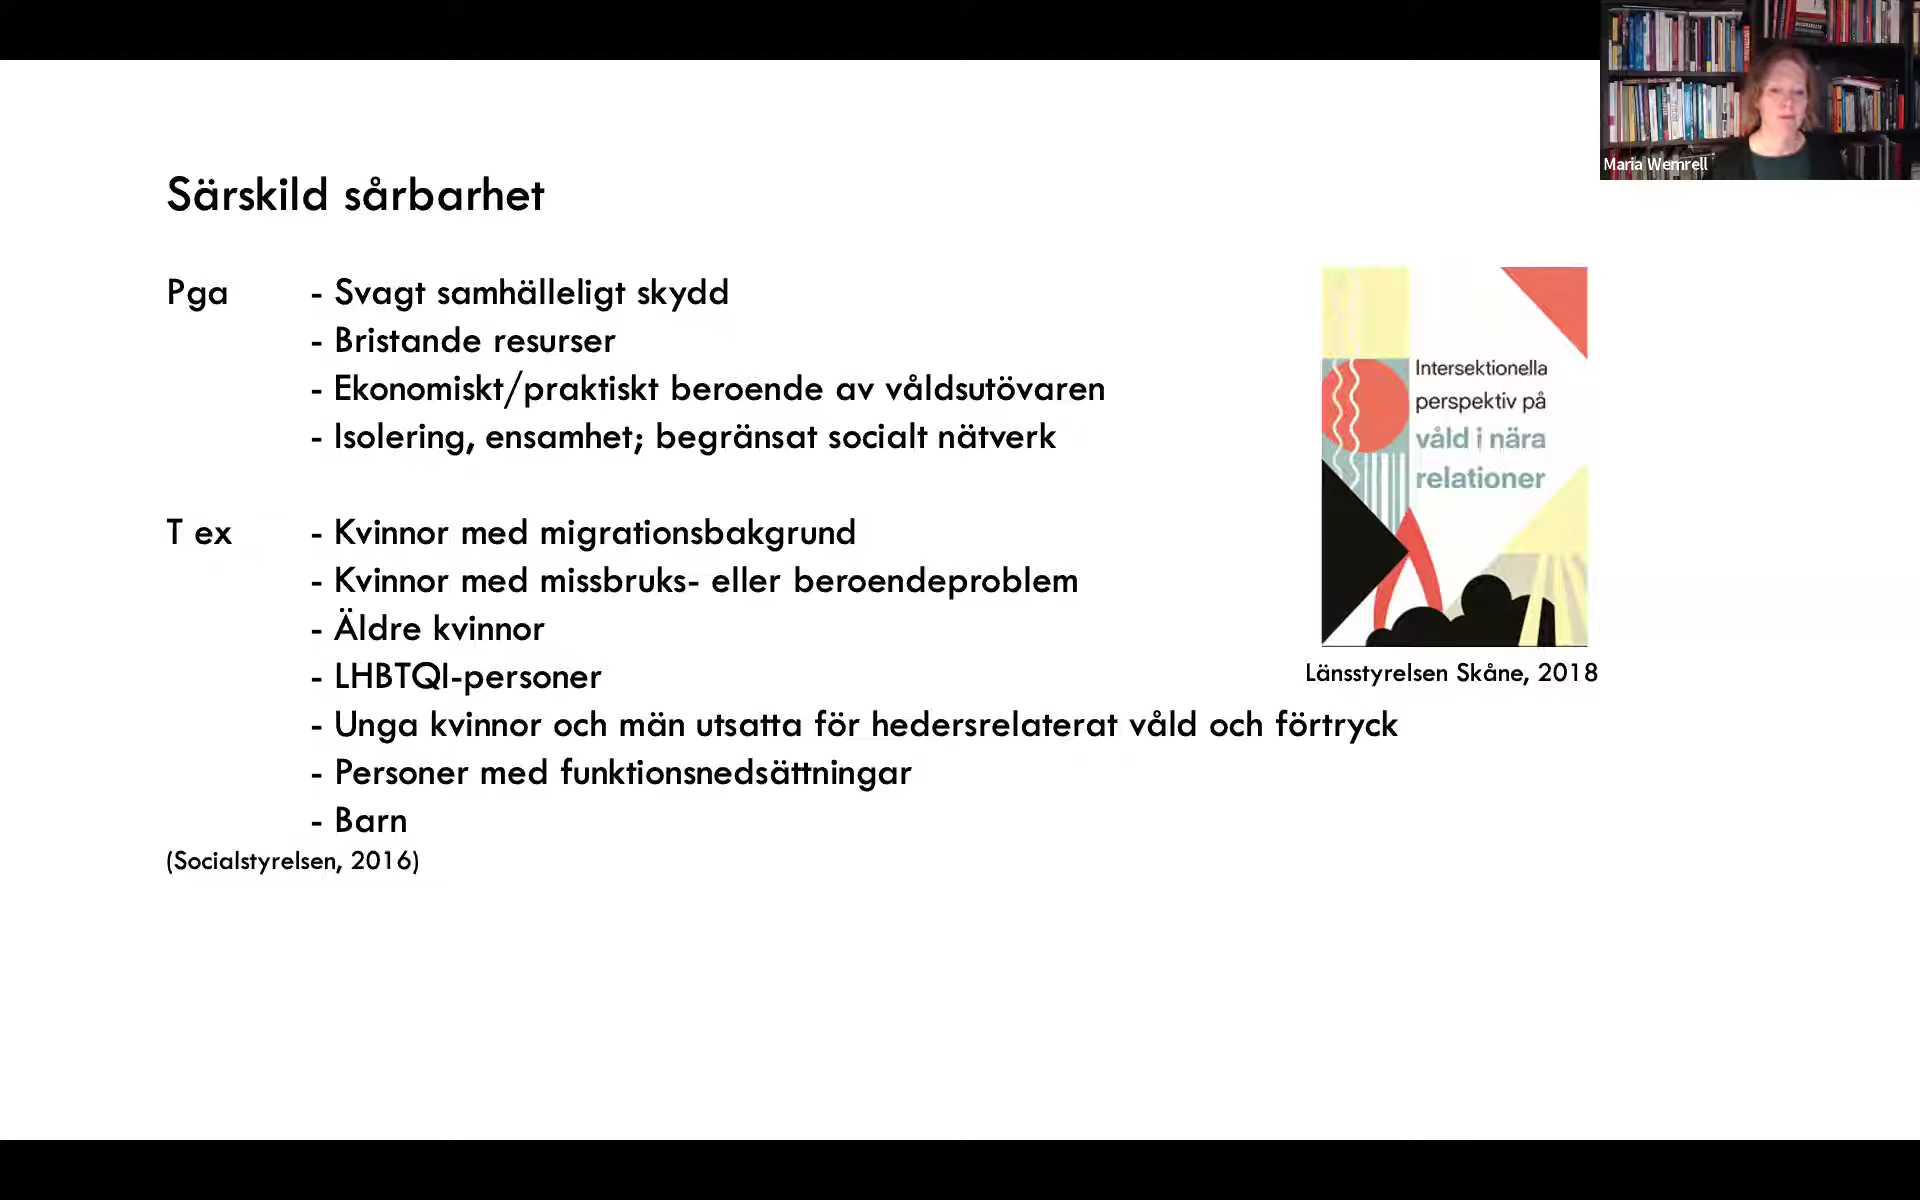 Maria Wemrell
Särskild sårbarhet
Pga - Svagt samhälleligt skydd
- Bristande resurser
- Ekonomiskt/praktiskt beroende av våldsutövaren
- Isolering, ensamhet; begränsat socialt nätverk
T ex - Kvinnor med migrationsbakgrund
- Kvinnor med missbruks- eller beroendeproblem
- Äldre kvinnor
- LHBTQI-personer
- Unga kvinnor och män utsatta för hedersrelaterat våld och förtryck
- Personer med funktionsnedsättningar
- Barn
(Socialstyrelsen, 2016)
Intersektionella
perspektiv på
våld i nära
relationer
Länsstyrelsen Skåne, 2018